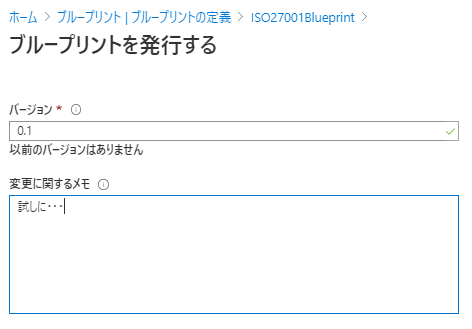 ホーム > ブループリント | ブループリントの定義 > ISO27001Blueprint >
ブループリントを発行する
バージョン *
0.1
以前のバージョンはありません
変更に関するメモ
試しに・・・